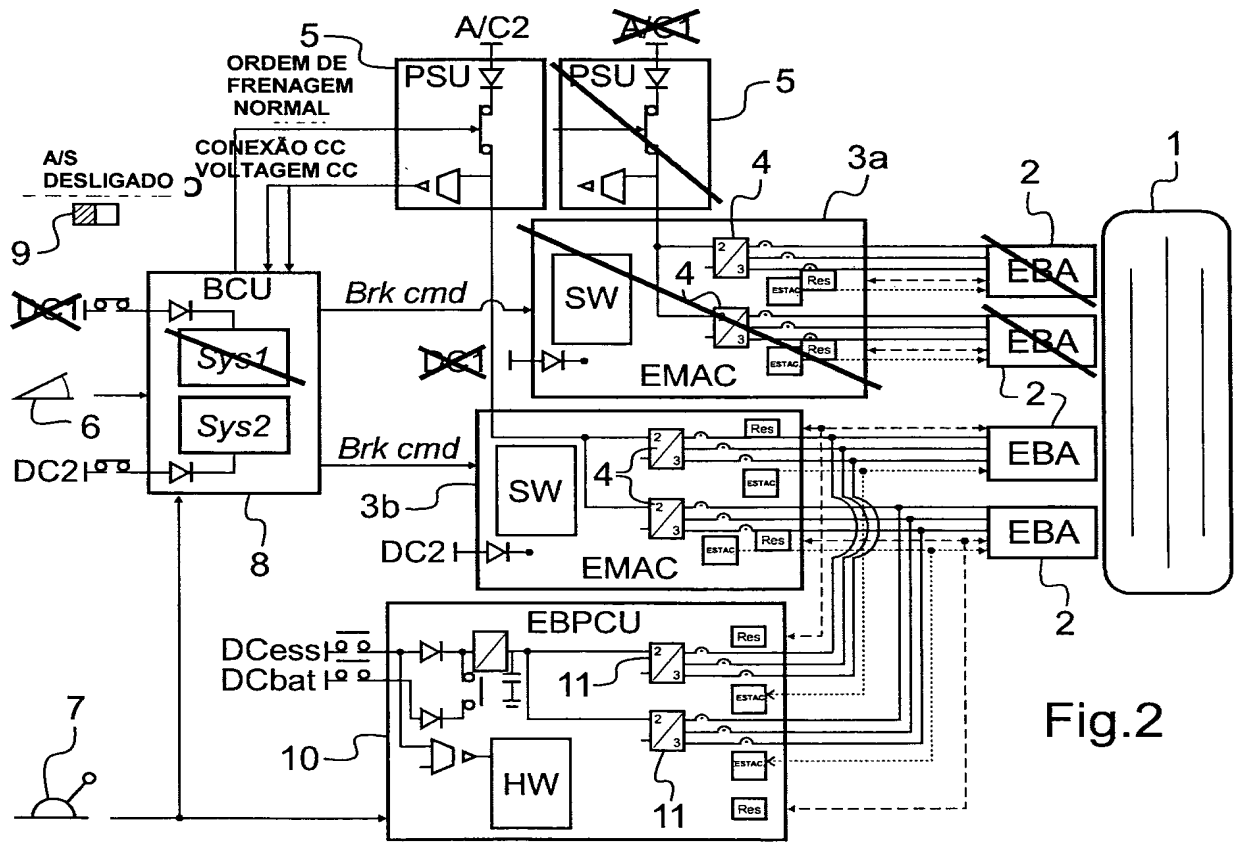 A/C2
A/C1
5
PSU
PSU
5
ORDEM DE
FRENAGEM
NORMAL
CONEXÃO CC
VOLTAGEM CC
A/S
DESLIGADO
9
3a
4
2
1
BCU
Brk cmd
DC1
Sys1
6
Sys2
DC2
8
SW
4
2
3
Res
ESTAC
EBA
2
3
Res
ESTAC
EBA
2
DC1
EMAC
Brk cmd
3b
SW
4
2
3
Res
ESTAC
EBA
2
3
Res
ESTAC
EBA
2
DC2
EMAC
EBPCU
DCess
DCbat
11
2
3
Res
ESTAC
2
3
ESTAC
11
Res
10
HW
7
Fig.2